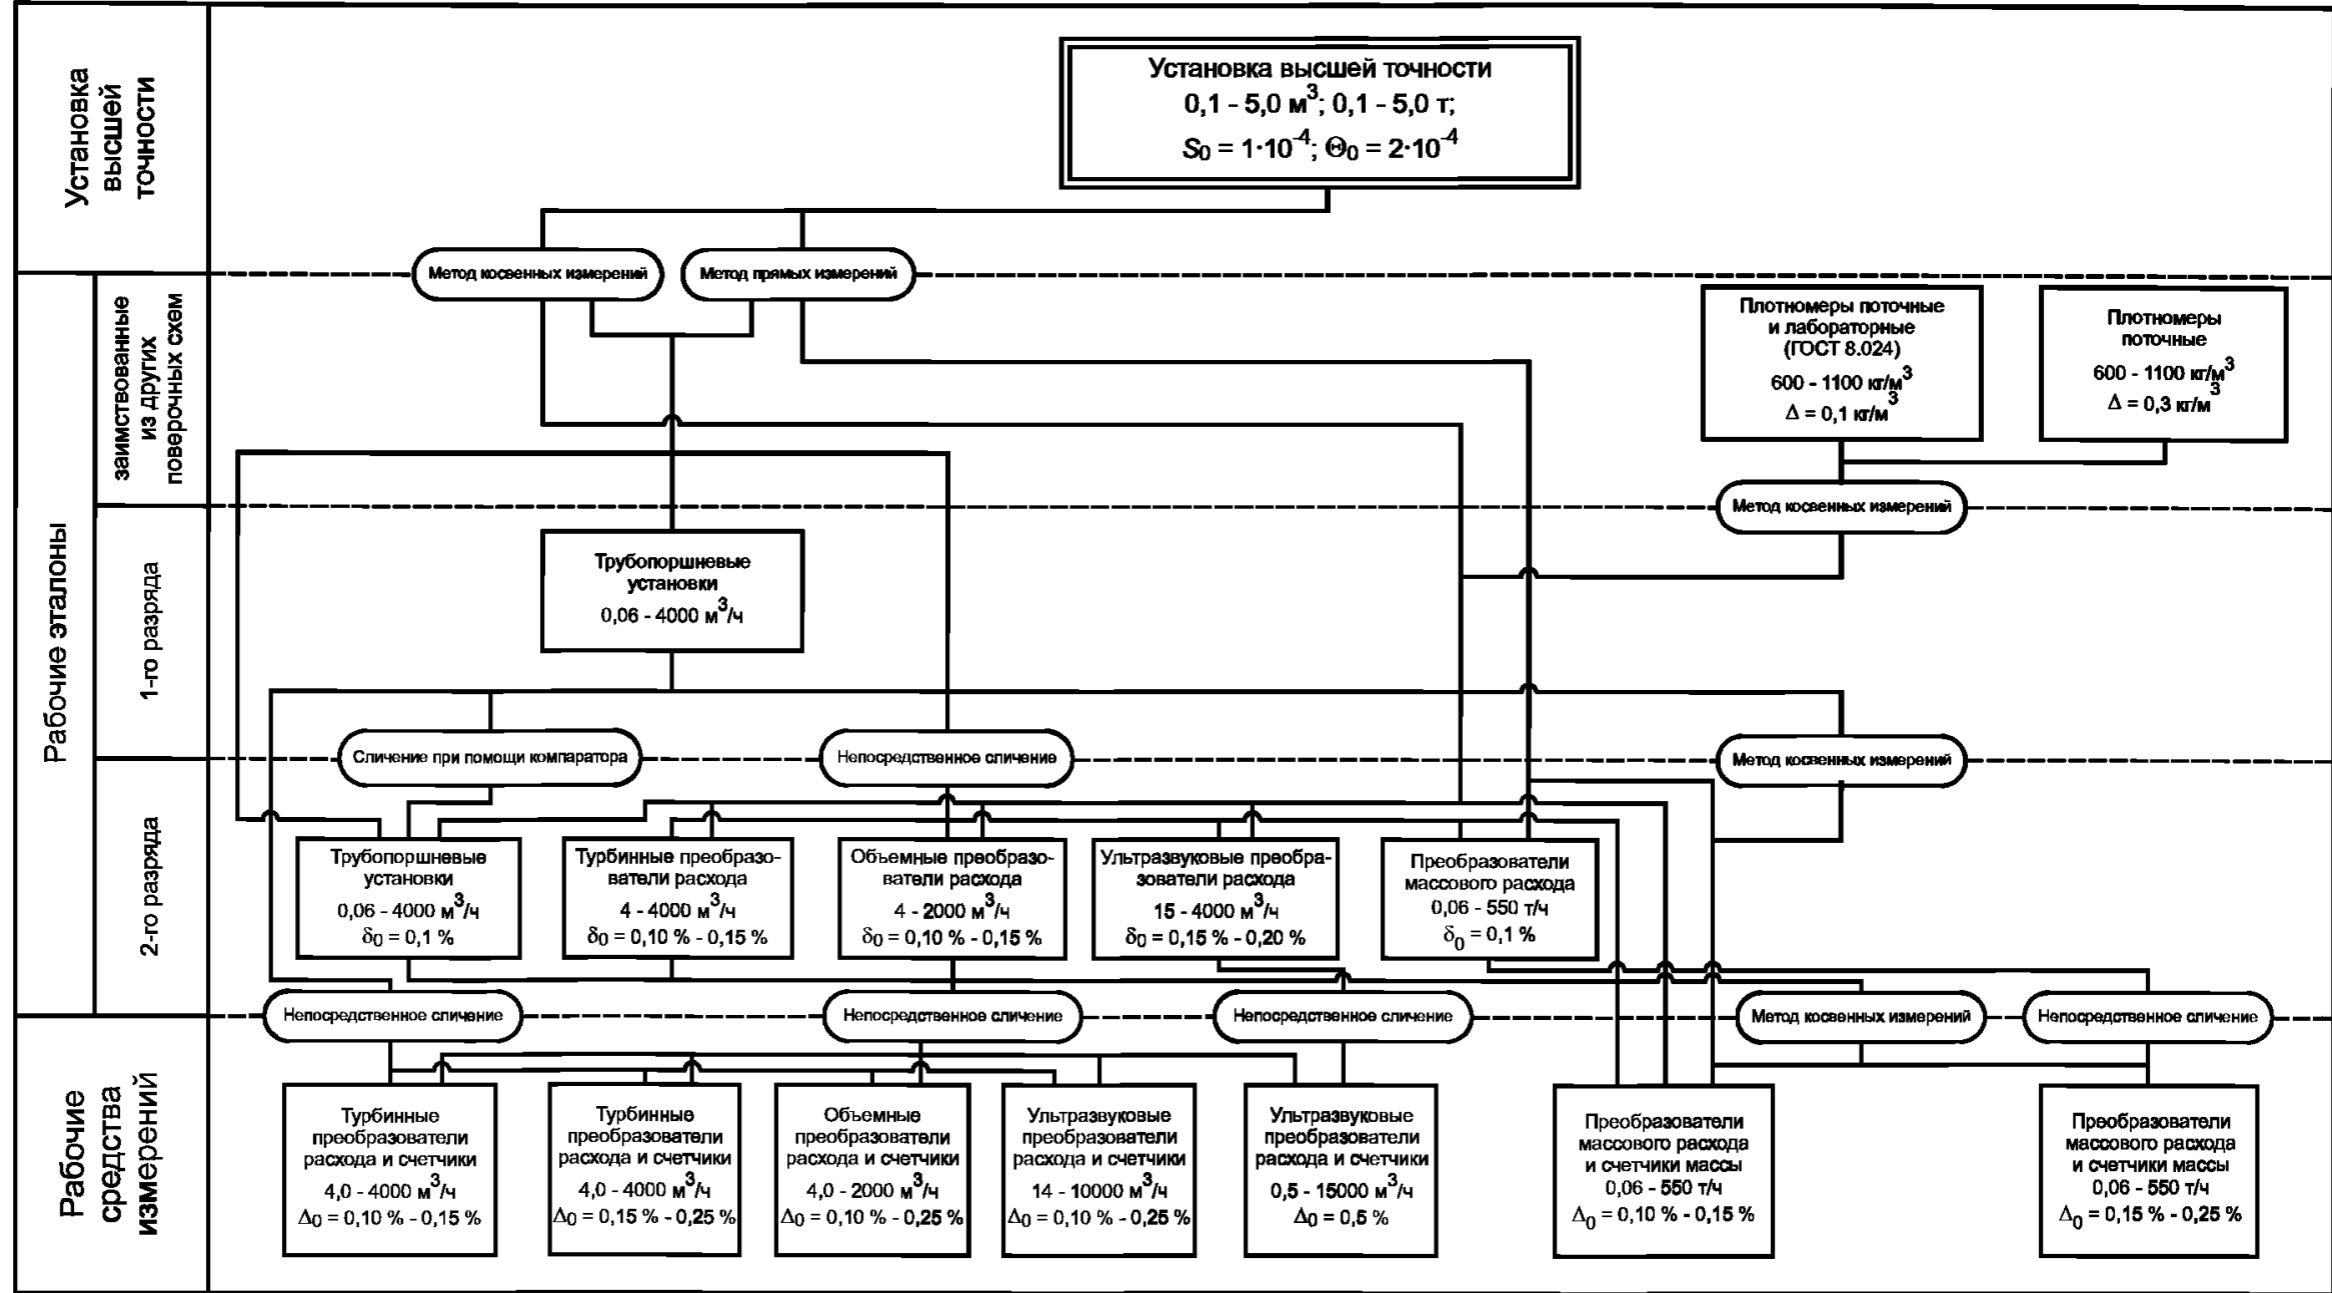 Установка
высшей
точности
Установка высшей точности
0,1 - 5,0 м³; 0,1 - 5,0 т;
S₀ = 1·10⁻⁴; Θ₀ = 2·10⁻⁴
Метод косвенных измерений
Метод прямых измерений
Рабочие эталоны
заимствованные
из других
поверочных схем
Плотномеры поточные
и лабораторные
(ГОСТ 8.024)
600 - 1100 кг/м³
Δ = 0,1 кг/м³
Плотномеры
поточные
600 - 1100 кг/м³
Δ = 0,3 кг/м³
Метод косвенных измерений
1-го разряда
Трубопоршневые
установки
0,06 - 4000 м³/ч
Сличение при помощи компаратора
Непосредственное сличение
Метод косвенных измерений
2-го разряда
Трубопоршневые
установки
0,06 - 4000 м³/ч
δ₀ = 0,1 %
Турбинные преобразо-
ватели расхода
4 - 4000 м³/ч
δ₀ = 0,10 % - 0,15 %
Объемные преобразо-
ватели расхода
4 - 2000 м³/ч
δ₀ = 0,10 % - 0,15 %
Ультразвуковые преобра-
зователи расхода
15 - 4000 м³/ч
δ₀ = 0,15 % - 0,20 %
Преобразователи
массового расхода
0,06 - 550 т/ч
δ₀ = 0,1 %
Непосредственное сличение
Непосредственное сличение
Непосредственное сличение
Метод косвенных измерений
Непосредственное сличение
Рабочие
средства
измерений
Турбинные
преобразователи
расхода и счетчики
4,0 - 4000 м³/ч
Δ₀ = 0,10 % - 0,15 %
Турбинные
преобразователи
расхода и счетчики
4,0 - 4000 м³/ч
Δ₀ = 0,15 % - 0,25 %
Объемные
преобразователи
расхода и счетчики
4,0 - 2000 м³/ч
Δ₀ = 0,10 % - 0,25 %
Ультразвуковые
преобразователи
расхода и счетчики
14 - 10000 м³/ч
Δ₀ = 0,10 % - 0,25 %
Ультразвуковые
преобразователи
расхода и счетчики
0,5 - 15000 м³/ч
Δ₀ = 0,5 %
Преобразователи
массового расхода
и счетчики массы
0,06 - 550 т/ч
Δ₀ = 0,10 % - 0,15 %
Преобразователи
массового расхода
и счетчики массы
0,06 - 550 т/ч
Δ₀ = 0,15 % - 0,25 %